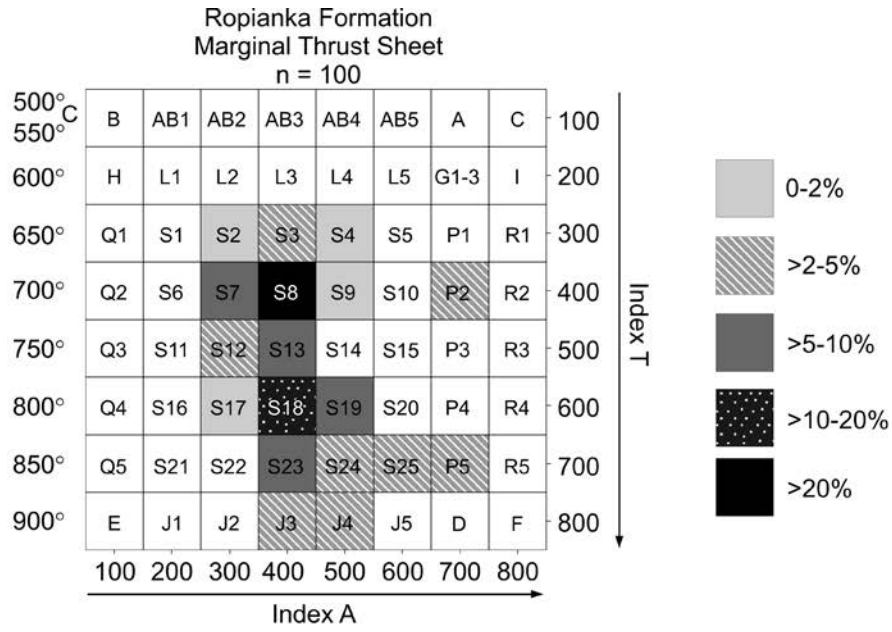 Ropianka Formation
Marginal Thrust Sheet
n = 100
500° C
550°
B AB1 AB2 AB3 AB4 AB5 A C 100
600° H L1 L2 L3 L4 L5 G1-3 I 200
650° Q1 S1 S2 S3 S4 S5 P1 R1 300
700° Q2 S6 S7 S8 S9 S10 P2 R2 400
750° Q3 S11 S12 S13 S14 S15 P3 R3 500
800° Q4 S16 S17 S18 S19 S20 P4 R4 600
850° Q5 S21 S22 S23 S24 S25 P5 R5 700
900° E J1 J2 J3 J4 J5 D F 800
100 200 300 400 500 600 700 800
Index A
Index T
0-2%
>2-5%
>5-10%
>10-20%
>20%